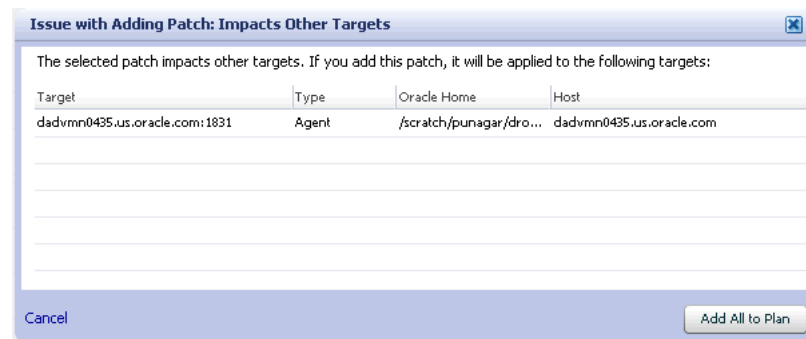 Issue with Adding Patch: Impacts Other Targets
The selected patch impacts other targets. If you add this patch, it will be applied to the following targets:
Target Type Oracle Home Host
dadvmn0435.us.oracle.com:1831 Agent /scratch/punagar/dro... dadvmn0435.us.oracle.com
Cancel Add All to Plan